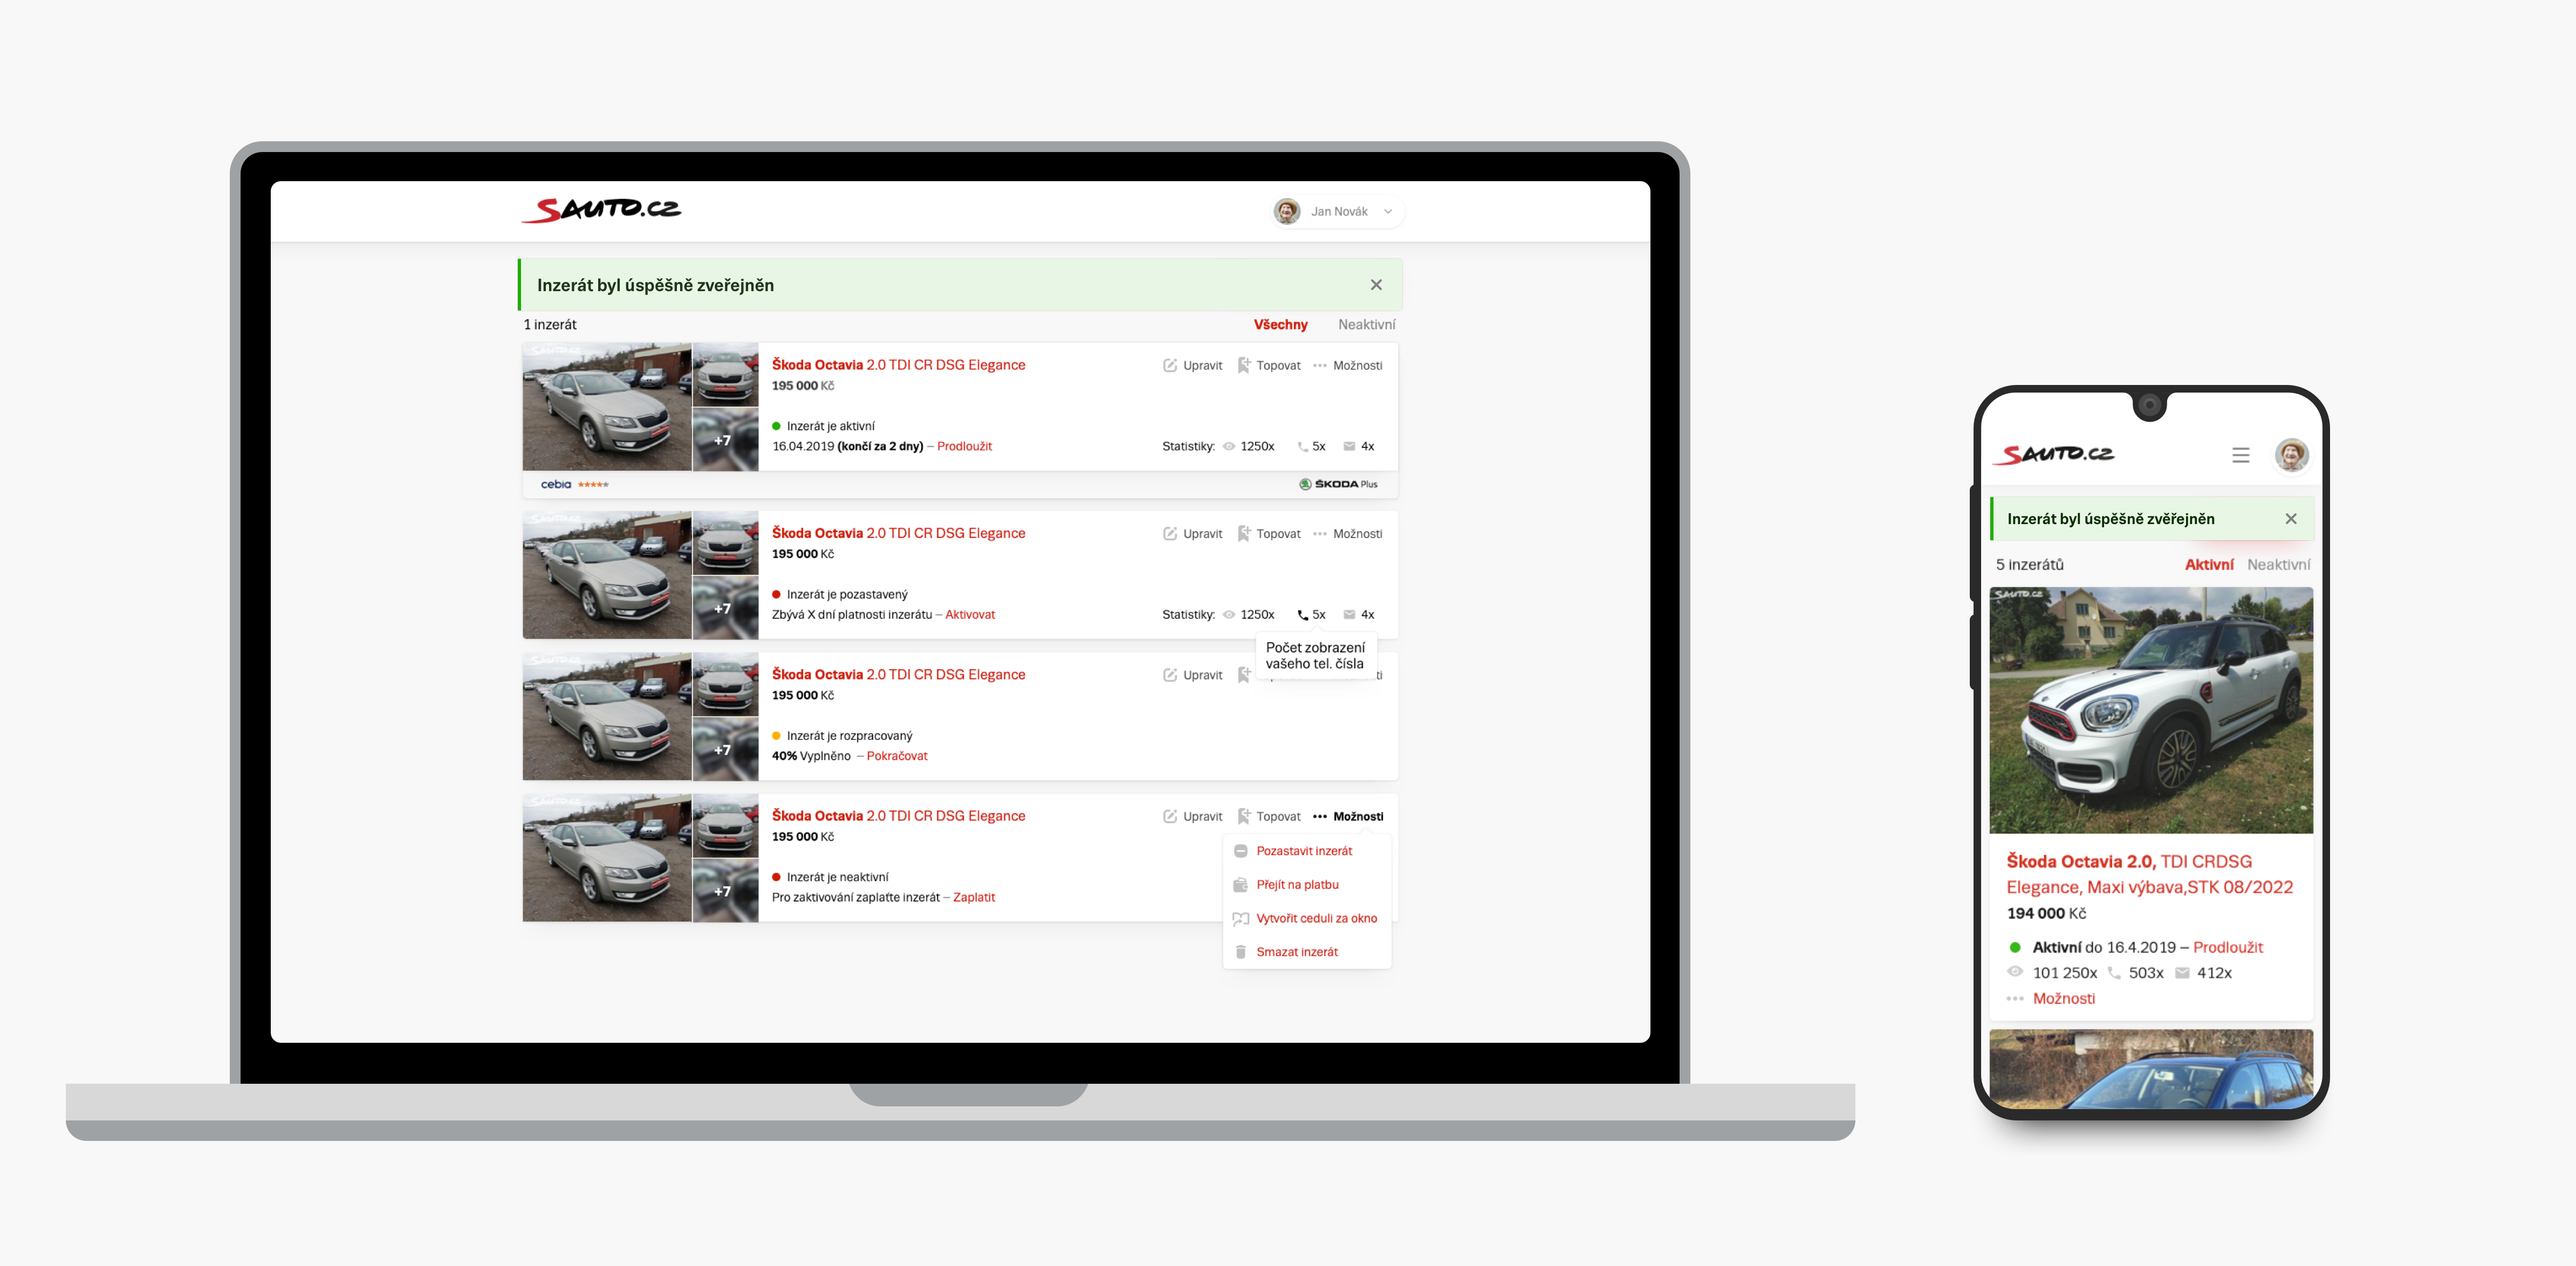 SAUTO.CZ
Jan Novák
Inzerát byl úspěšně zveřejněn
1 inzerát
Všechny Neaktivní
Škoda Octavia 2.0 TDI CR DSG Elegance
Upravit Topovat Možnosti
195 000 Kč
Inzerát je aktivní
+7
16.04.2019 (končí za 2 dny) – Prodloužit
Statistiky: 1250x 5x 4x
cebia
ŠKODA Plus
Škoda Octavia 2.0 TDI CR DSG Elegance
Upravit Topovat Možnosti
195 000 Kč
Inzerát je pozastavený
+7
Zbývá X dní platnosti inzerátu – Aktivovat
Statistiky: 1250x 5x 4x
Počet zobrazení
vašeho tel. čísla
Škoda Octavia 2.0 TDI CR DSG Elegance
Upravit
195 000 Kč
Inzerát je rozpracovaný
+7
40% Vyplněno – Pokračovat
Škoda Octavia 2.0 TDI CR DSG Elegance
Upravit Topovat Možnosti
195 000 Kč
Inzerát je neaktivní
+7
Pro zaktivování zaplaťte inzerát – Zaplatit
Pozastavit inzerát
Přejít na platbu
Vytvořit ceduli za okno
Smazat inzerát
SAUTO.CZ
Inzerát byl úspěšně zvěřejněn
5 inzerátů
Aktivní Neaktivní
SAUTO.CZ
Škoda Octavia 2.0, TDI CRDSG
Elegance, Maxi výbava,STK 08/2022
194 000 Kč
Aktivní do 16.4.2019 – Prodloužit
101 250x 503x 412x
Možnosti